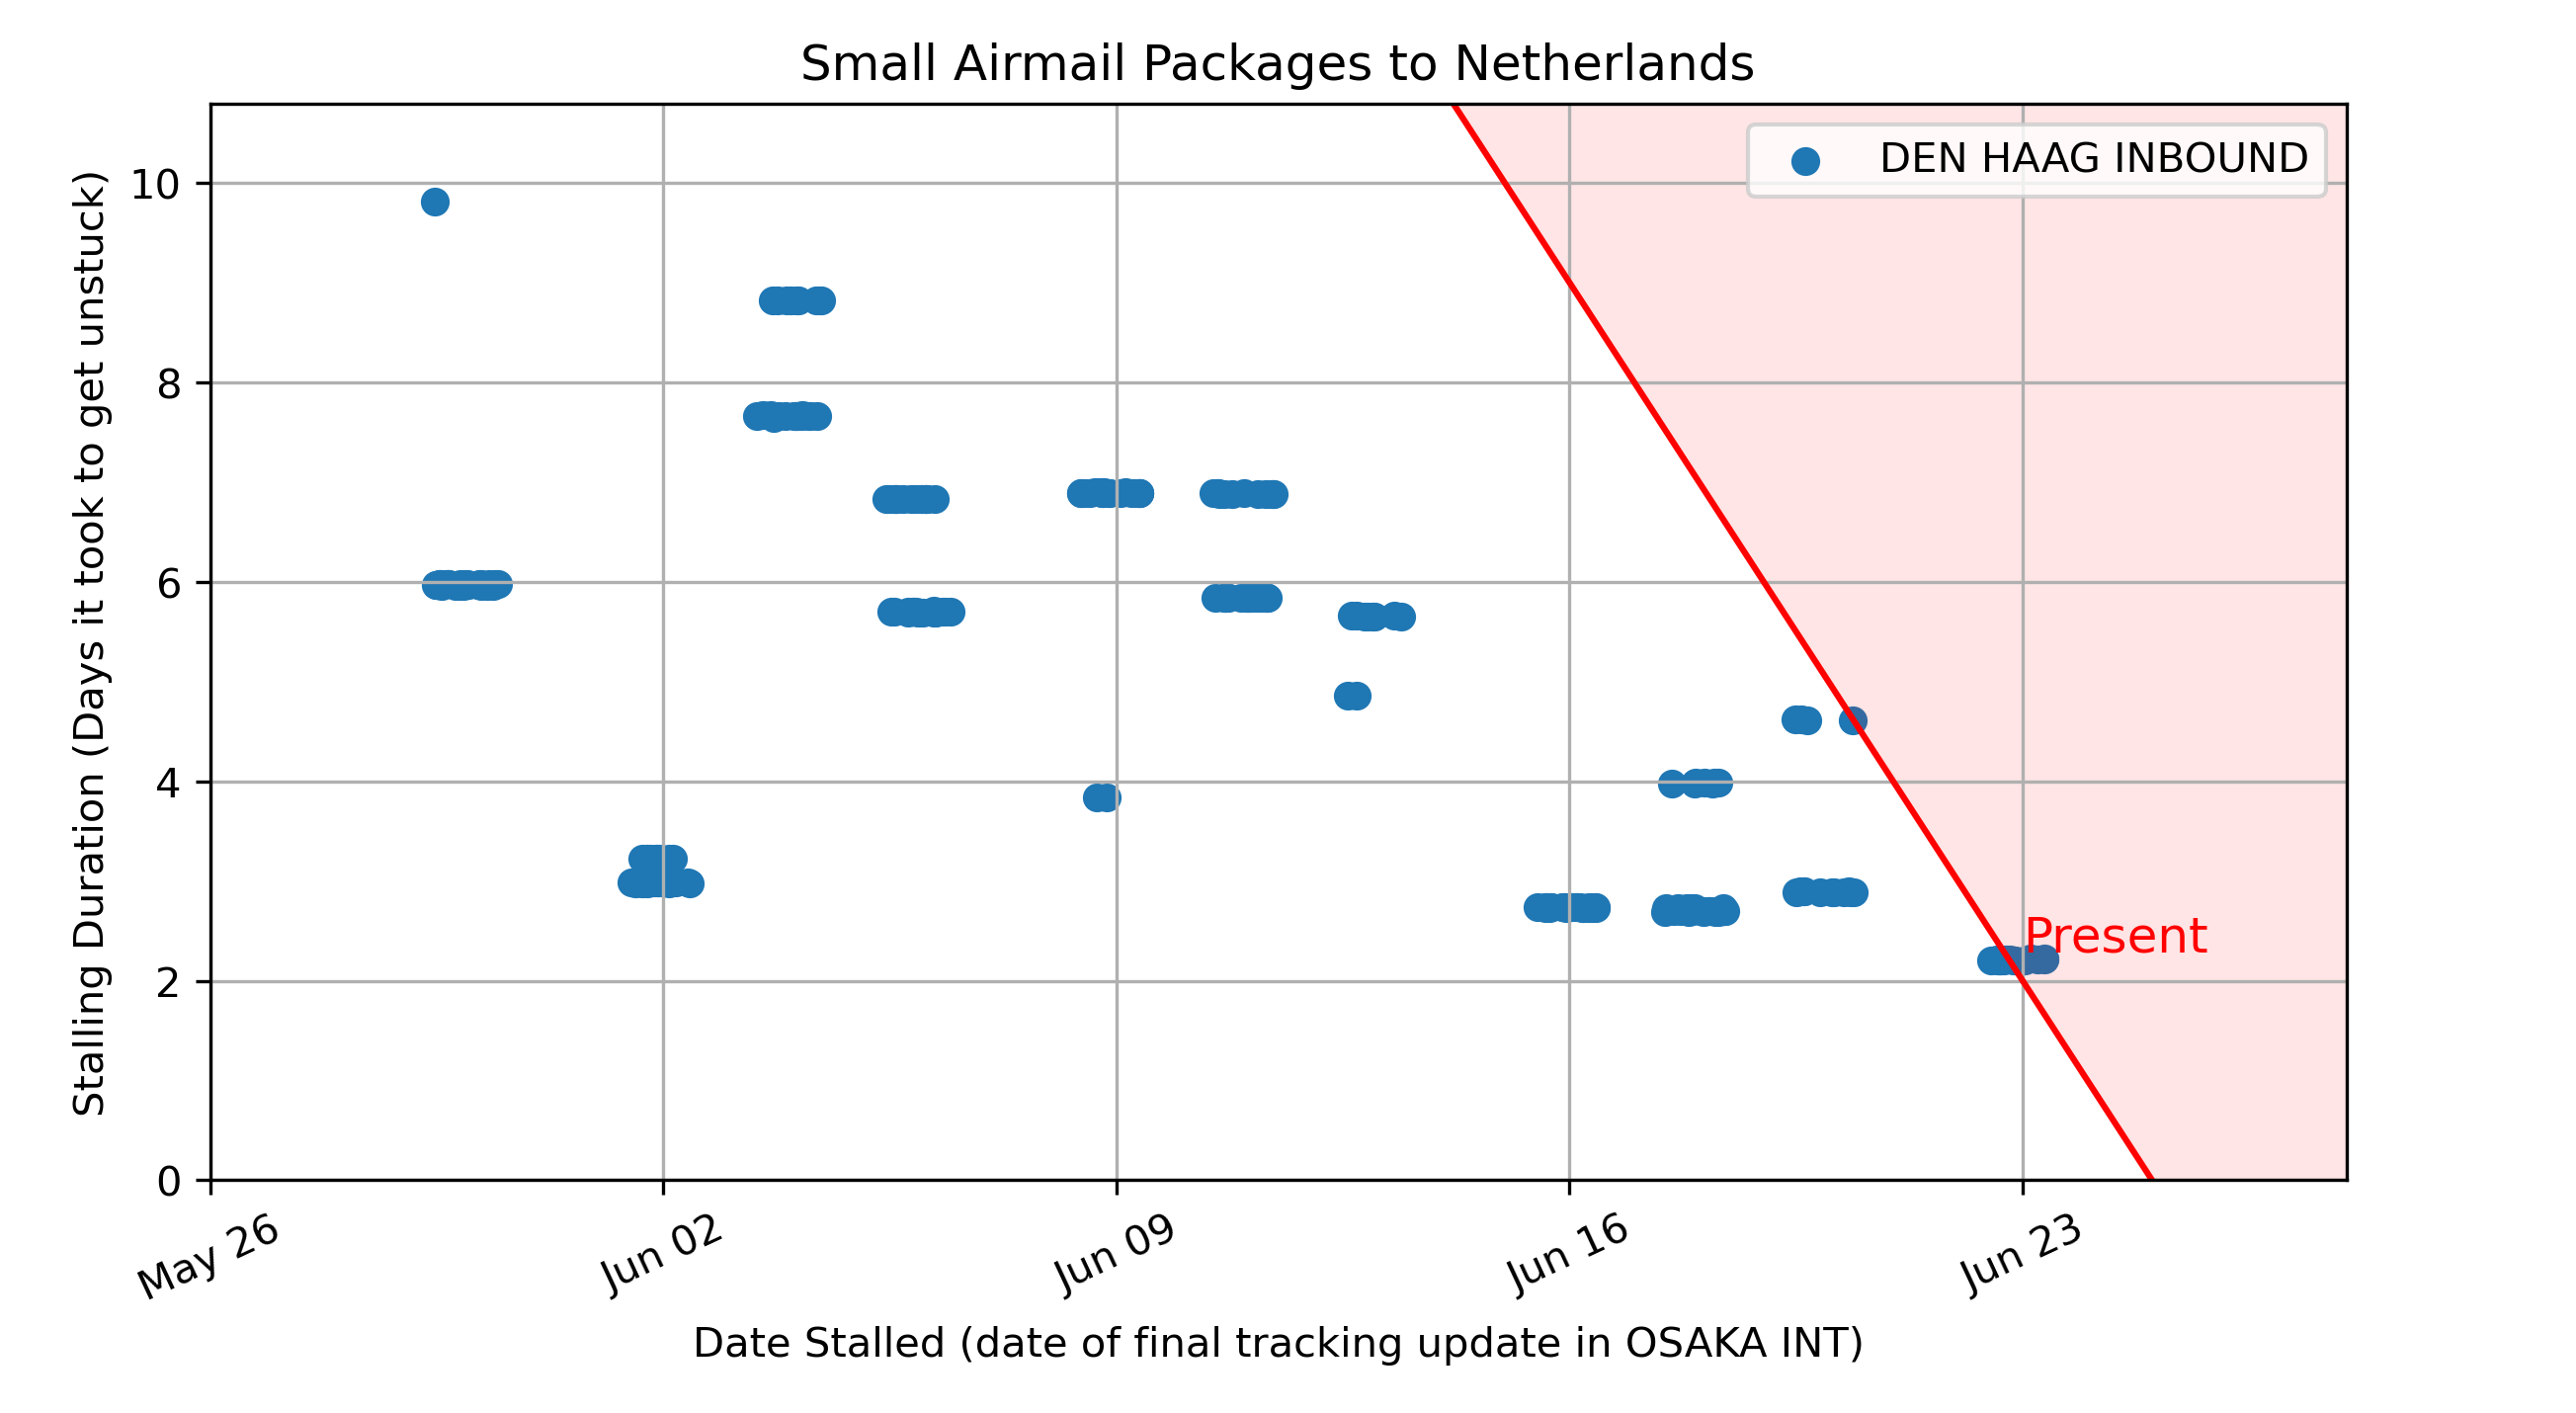 Small Airmail Packages to Netherlands
DEN HAAG INBOUND
Stalling Duration (Days it took to get unstuck)
10
8
6
4
2
0
Present
May 26
Jun 02
Jun 09
Jun 16
Jun 23
Date Stalled (date of final tracking update in OSAKA INT)